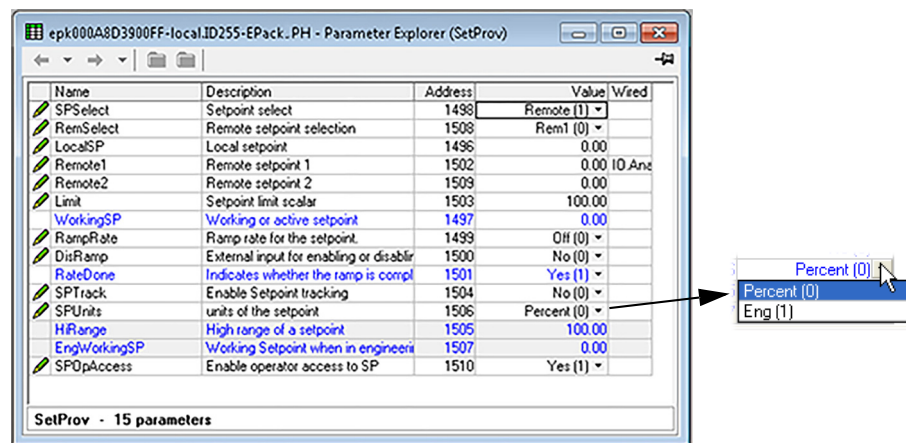 epk000A8D3900FF-local.ID255-EPack_PH - Parameter Explorer (SetProv)
Name Description Address Value Wired
SPSelect Setpoint select 1498 Remote (1)
RemSelect Remote setpoint selection 1508 Rem1 (0)
LocalSP Local setpoint 1496 0.00
Remote1 Remote setpoint 1 1502 0.00 IO.Ana
Remote2 Remote setpoint 2 1509 0.00
Limit Setpoint limit scalar 1503 100.00
WorkingSP Working or active setpoint 1497 0.00
RampRate Ramp rate for the setpoint. 1499 Off (0)
DisRamp External input for enabling or disablin 1500 No (0)
RateDone Indicates whether the ramp is compl 1501 Yes (1)
SPTrack Enable Setpoint tracking 1504 No (0)
SPUnits units of the setpoint 1506 Percent (0)
HiRange High range of a setpoint 1505 100.00
EngWorkingSP Working Setpoint when in engineeri 1507 0.00
SPOpAccess Enable operator access to SP 1510 Yes (1)
SetProv - 15 parameters
Percent (0)
Percent (0)
Eng (1)